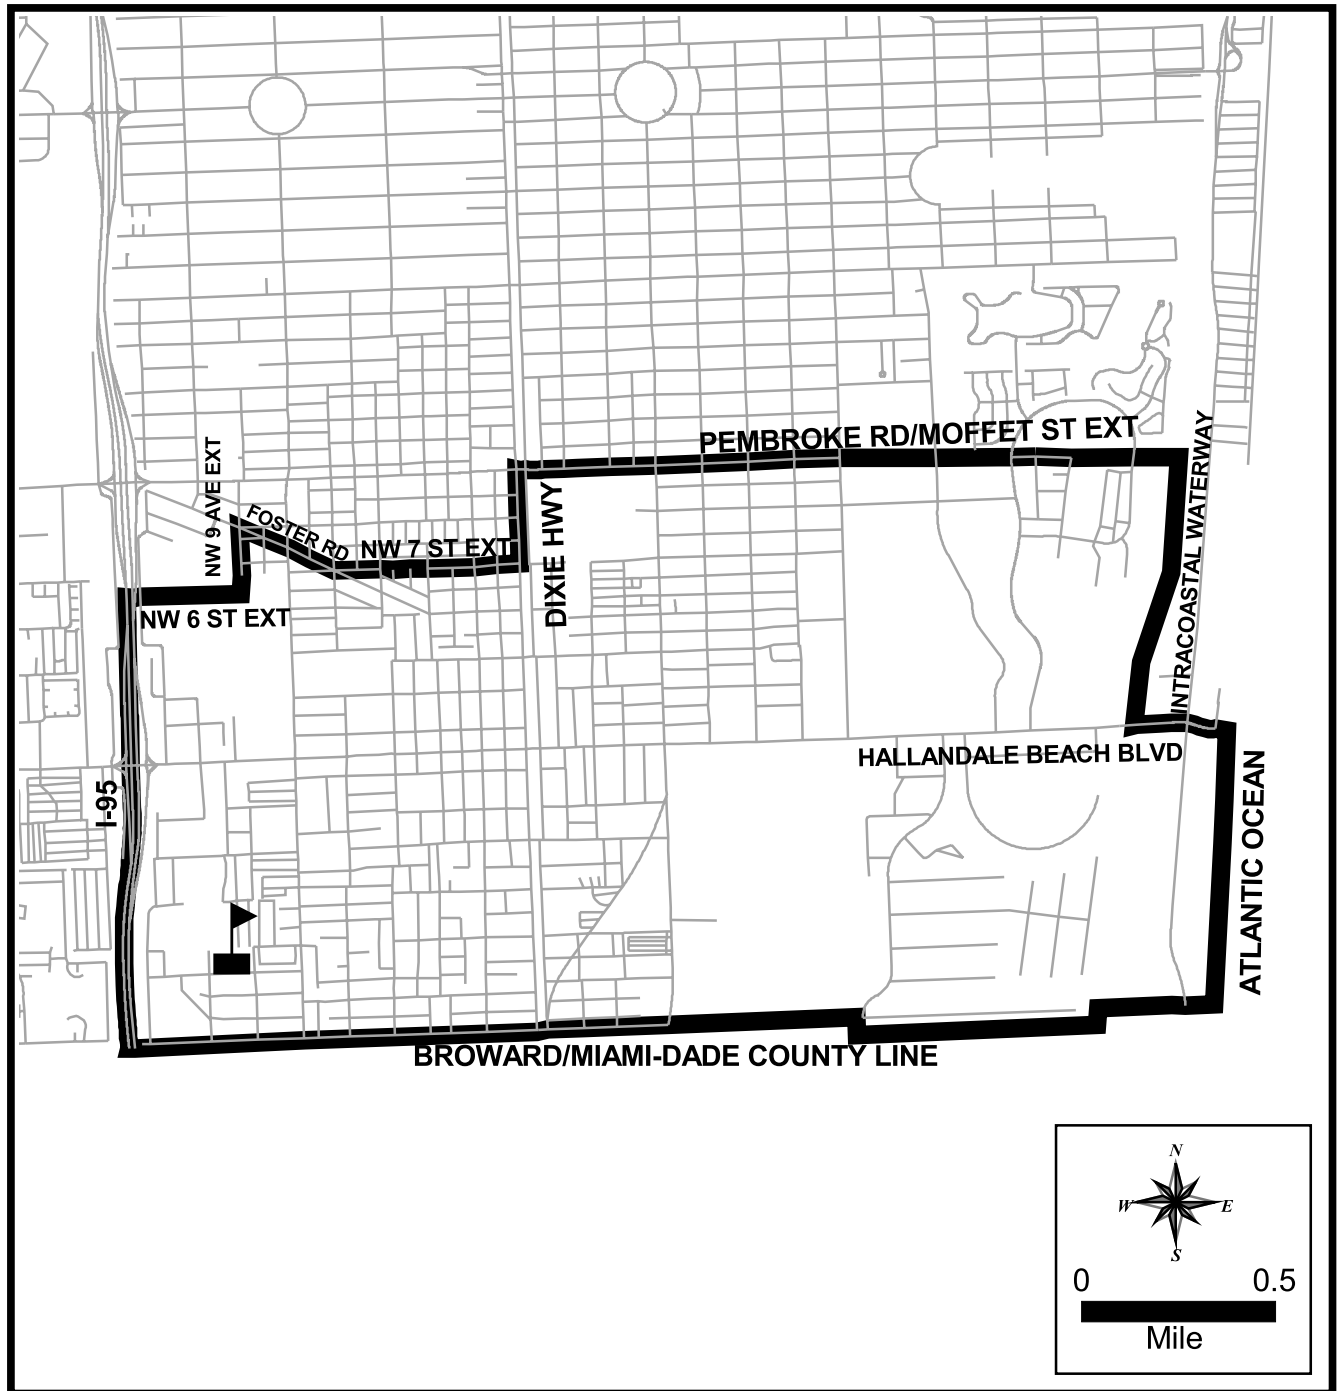 PEMBROKE RD/MOFFET ST EXT
INTRACOASTAL WATERWAY
NW 9 AVE EXT
FOSTER RD
NW 7 ST EXT
DIXIE HWY
NW 6 ST EXT
HALLANDALE BEACH BLVD
I-95
ATLANTIC OCEAN
BROWARD/MIAMI-DADE COUNTY LINE
N
W E
S
0 0.5
Mile